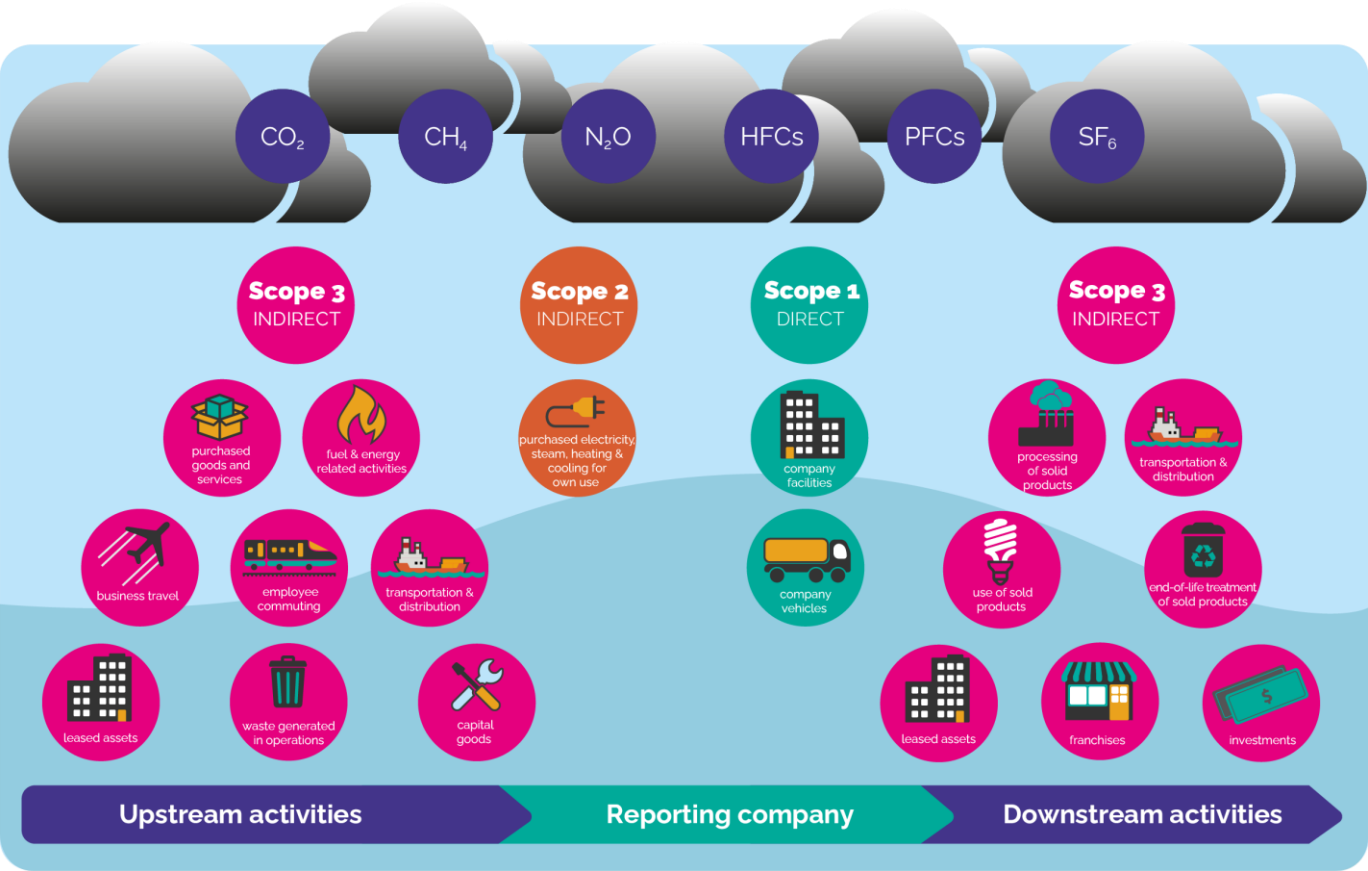 CO₂
CH₄
N₂O
HFCs
PFCs
SF₆
Scope 3
INDIRECT
Scope 2
INDIRECT
Scope 1
DIRECT
Scope 3
INDIRECT
purchased
goods and
services
fuel & energy
related activities
purchased electricity,
steam, heating &
cooling for
own use
company
facilities
processing
of solid
products
transportation &
distribution
business travel
employee
commuting
transportation &
distribution
company
vehicles
use of sold
products
end-of-life treatment
of sold products
leased assets
waste generated
in operations
capital
goods
leased assets
franchises
$
investments
Upstream activities
Reporting company
Downstream activities